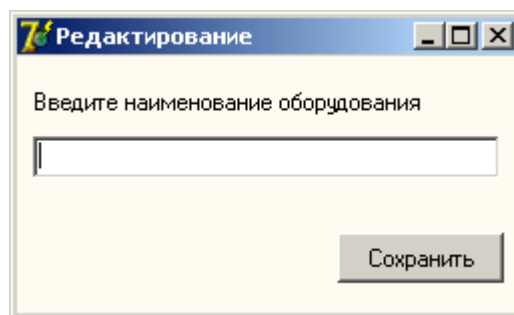 Редактирование
Введите наименование оборудования
Сохранить